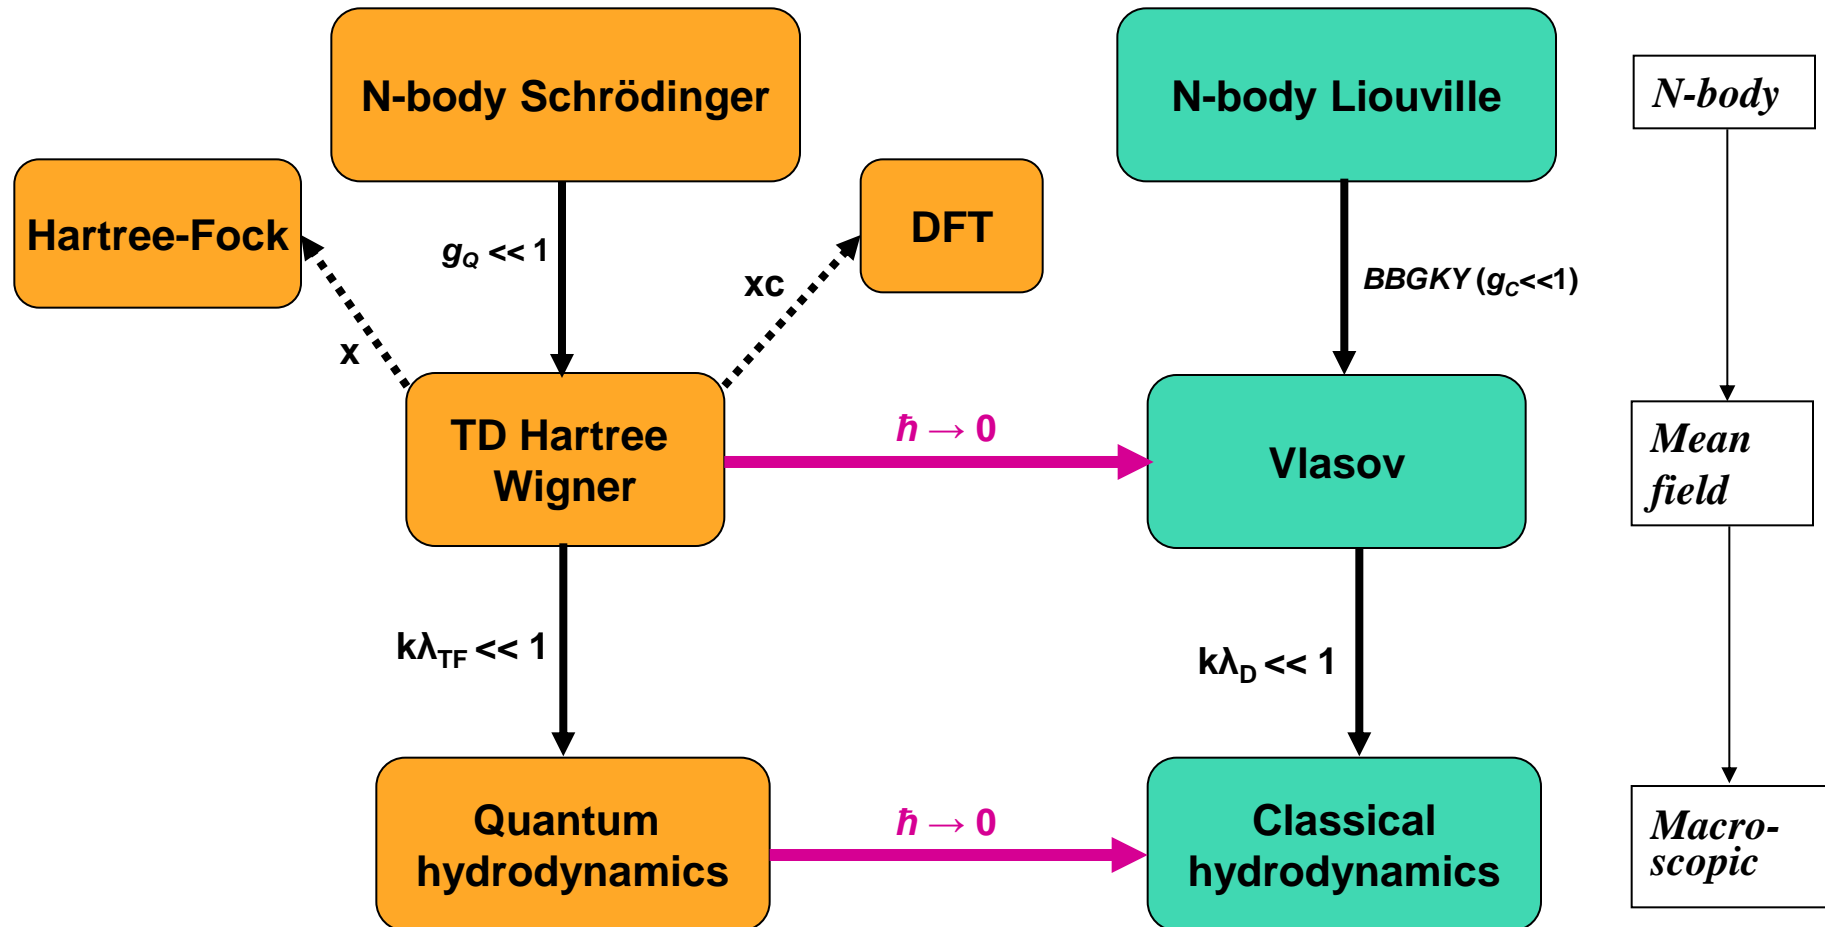 N-body Schrödinger
N-body Liouville
N-body
Hartree-Fock
g_Q << 1
DFT
xc
BBGKY (g_C<<1)
x
TD Hartree
Wigner
ℏ → 0
Vlasov
Mean
field
kλ_TF << 1
kλ_D << 1
Quantum
hydrodynamics
ℏ → 0
Classical
hydrodynamics
Macro-
scopic